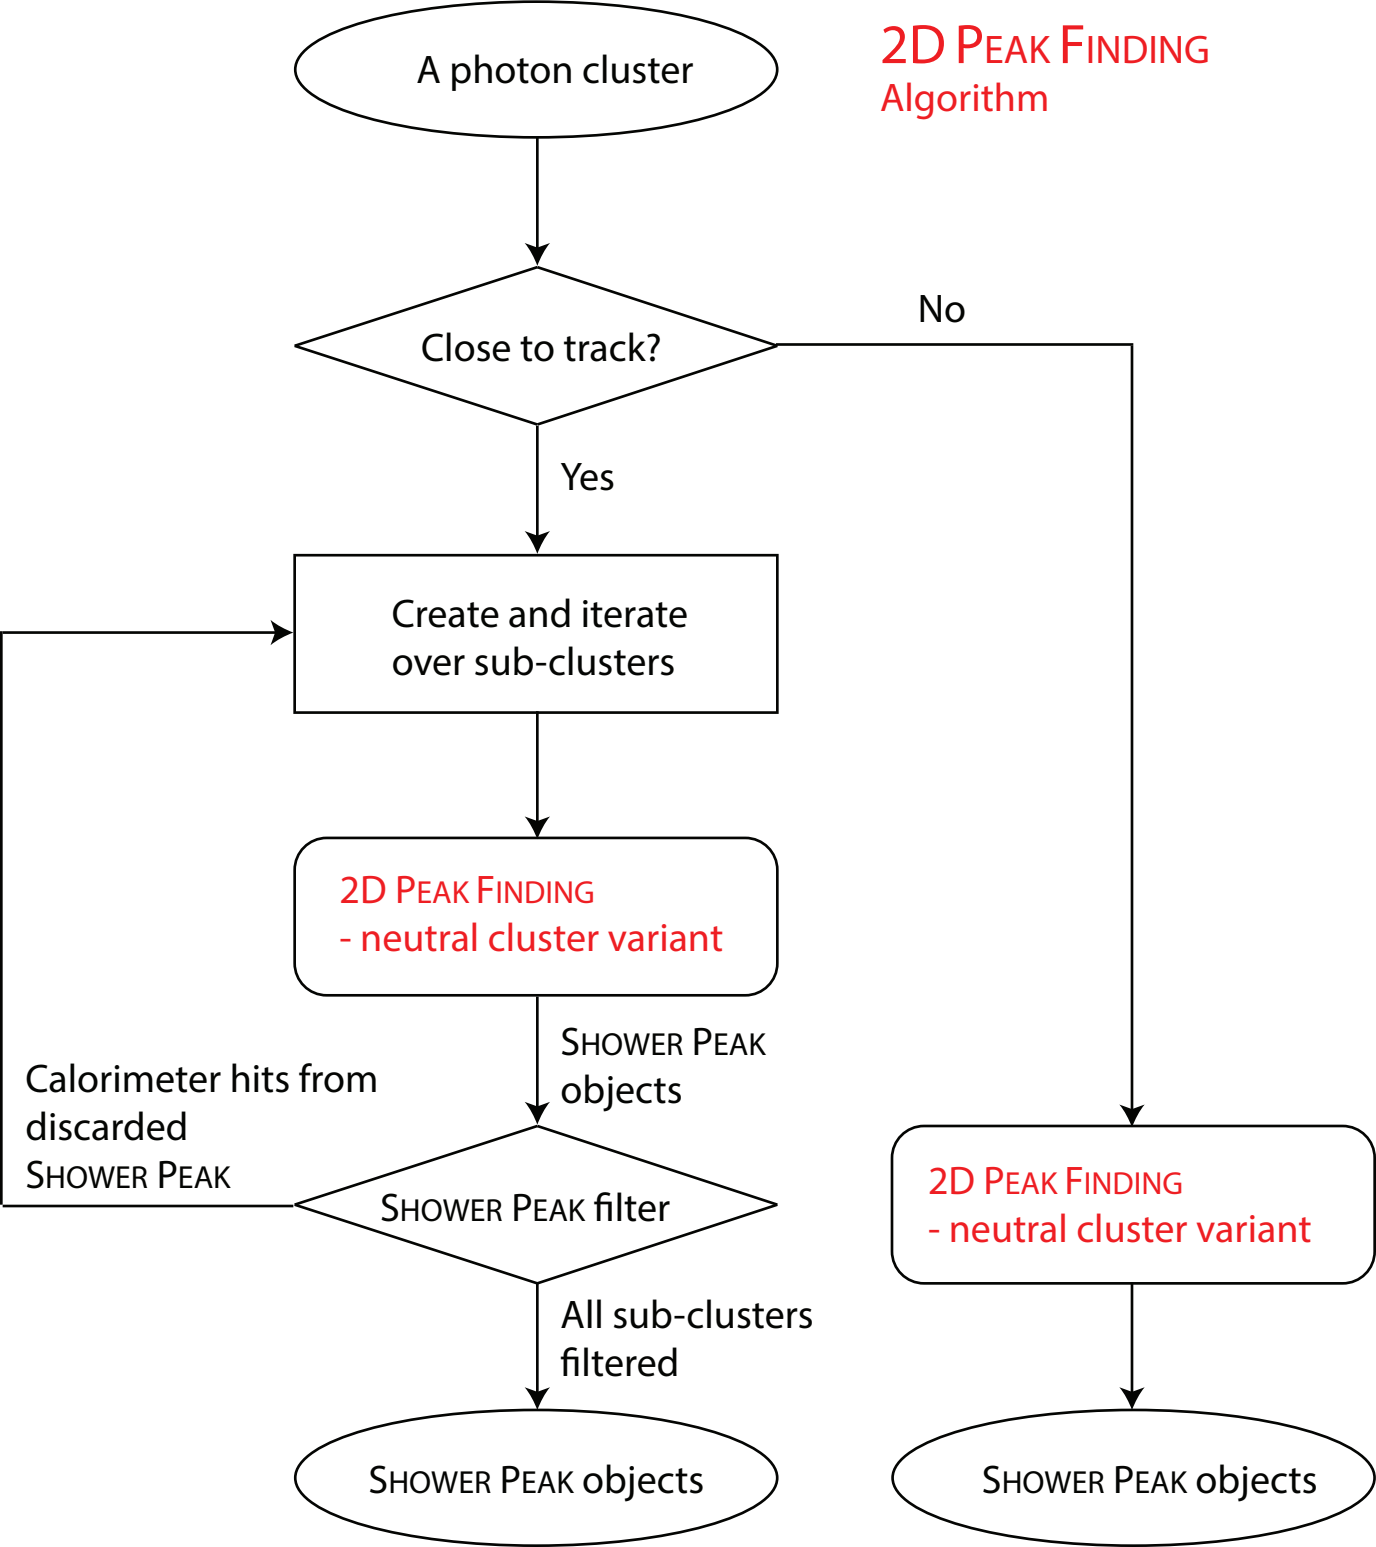 A photon cluster
2D PEAK FINDING
Algorithm
Close to track?
No
Yes
Create and iterate
over sub-clusters
2D PEAK FINDING
- neutral cluster variant
SHOWER PEAK
objects
Calorimeter hits from
discarded
SHOWER PEAK
SHOWER PEAK filter
2D PEAK FINDING
- neutral cluster variant
All sub-clusters
filtered
SHOWER PEAK objects
SHOWER PEAK objects